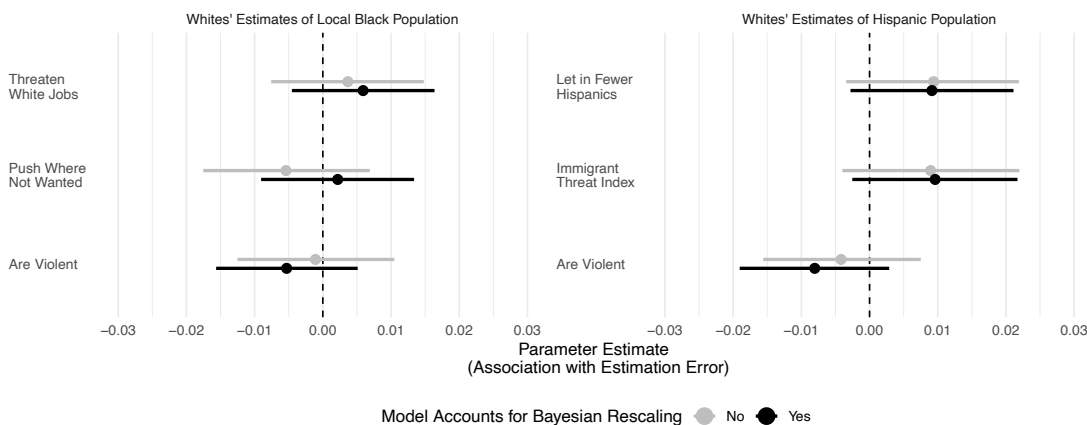 Whites' Estimates of Local Black Population
Threaten
White Jobs
Push Where
Not Wanted
Are Violent
−0.03 −0.02 −0.01 0.00 0.01 0.02 0.03
Whites' Estimates of Hispanic Population
Let in Fewer
Hispanics
Immigrant
Threat Index
Are Violent
−0.03 −0.02 −0.01 0.00 0.01 0.02 0.03
Parameter Estimate
(Association with Estimation Error)
Model Accounts for Bayesian Rescaling No Yes